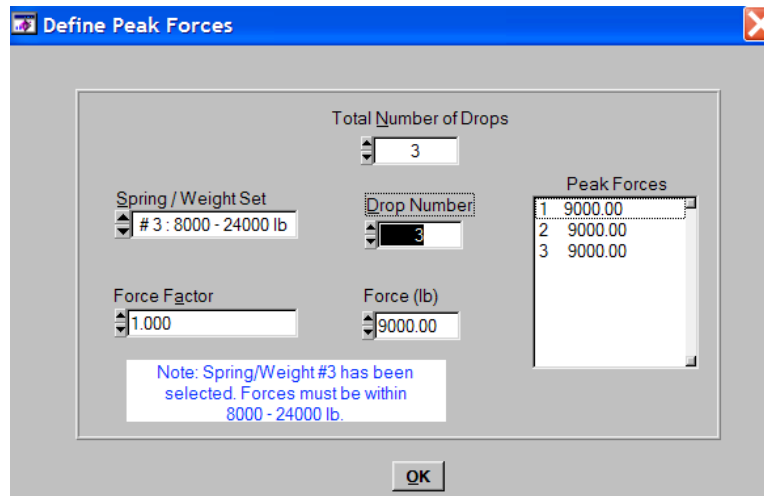 Define Peak Forces
Total Number of Drops
3
Spring / Weight Set
# 3 : 8000 - 24000 lb
Drop Number
3
Peak Forces
1 9000.00
2 9000.00
3 9000.00
Force Factor
1.000
Force (lb)
9000.00
Note: Spring/Weight #3 has been
selected. Forces must be within
8000 - 24000 lb.
OK